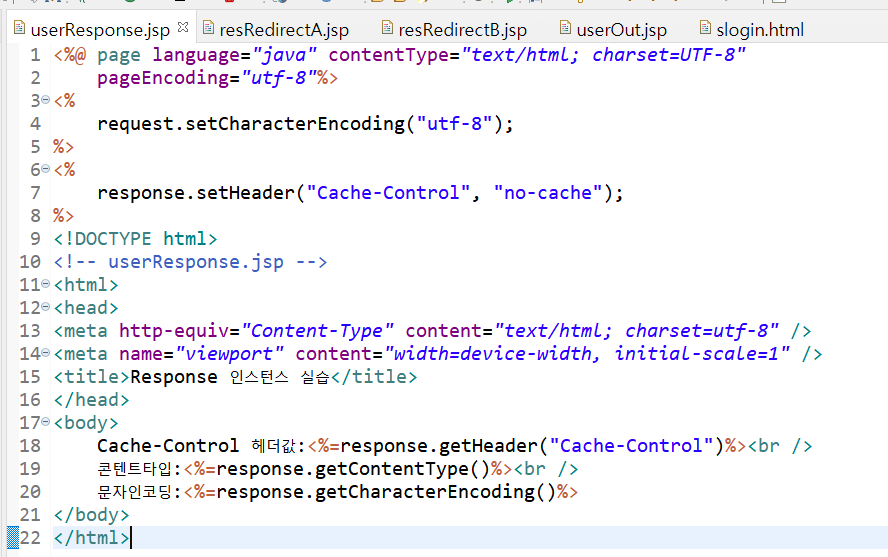 userResponse.jsp resRedirectA.jsp resRedirectB.jsp userOut.jsp slogin.html
1 <%@ page language="java" contentType="text/html; charset=UTF-8"
2 pageEncoding="utf-8"%>
3 <%
4 request.setCharacterEncoding("utf-8");
5 %>
6 <%
7 response.setHeader("Cache-Control", "no-cache");
8 %>
9 <!DOCTYPE html>
10 <!-- userResponse.jsp -->
11 <html>
12 <head>
13 <meta http-equiv="Content-Type" content="text/html; charset=utf-8" />
14 <meta name="viewport" content="width=device-width, initial-scale=1" />
15 <title>Response 인스턴스 실습</title>
16 </head>
17 <body>
18 Cache-Control 헤더값:<%=response.getHeader("Cache-Control")%><br />
19 콘텐트타입:<%=response.getContentType()%><br />
20 문자인코딩:<%=response.getCharacterEncoding()%>
21 </body>
22 </html>